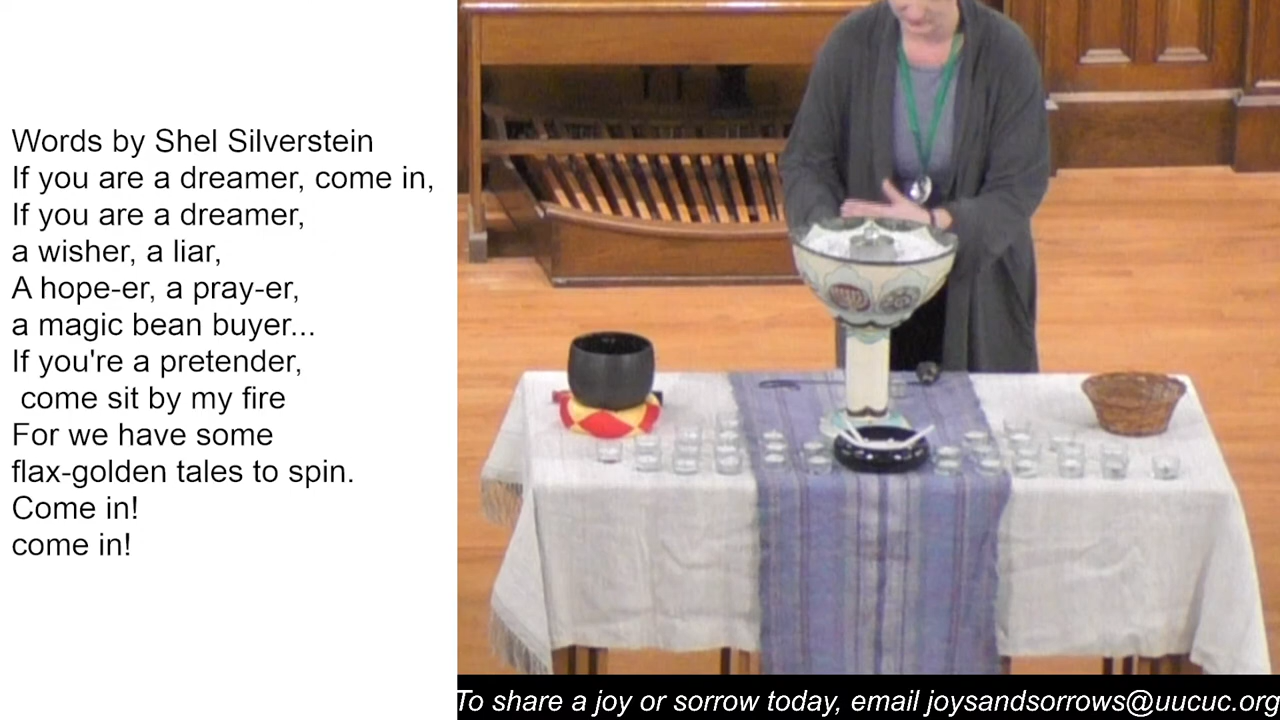 Words by Shel Silverstein
If you are a dreamer, come in,
If you are a dreamer,
a wisher, a liar,
A hope-er, a pray-er,
a magic bean buyer...
If you're a pretender,
come sit by my fire
For we have some
flax-golden tales to spin.
Come in!
come in!
To share a joy or sorrow today, email joysandsorrows@uucuc.org